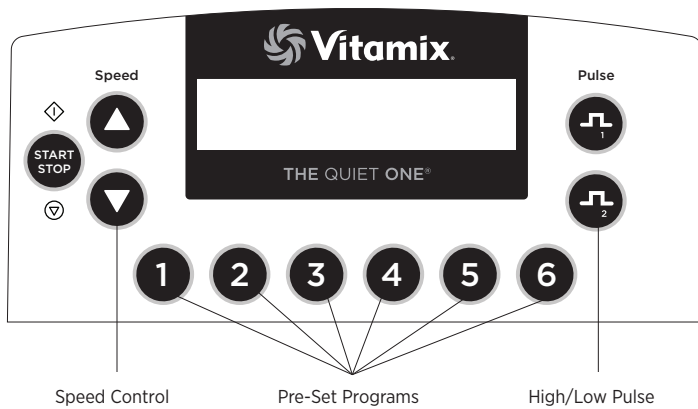 Vitamix®
Speed
Pulse
START
STOP
1
THE QUIET ONE®
2
1 2 3 4 5 6
Speed Control
Pre-Set Programs
High/Low Pulse